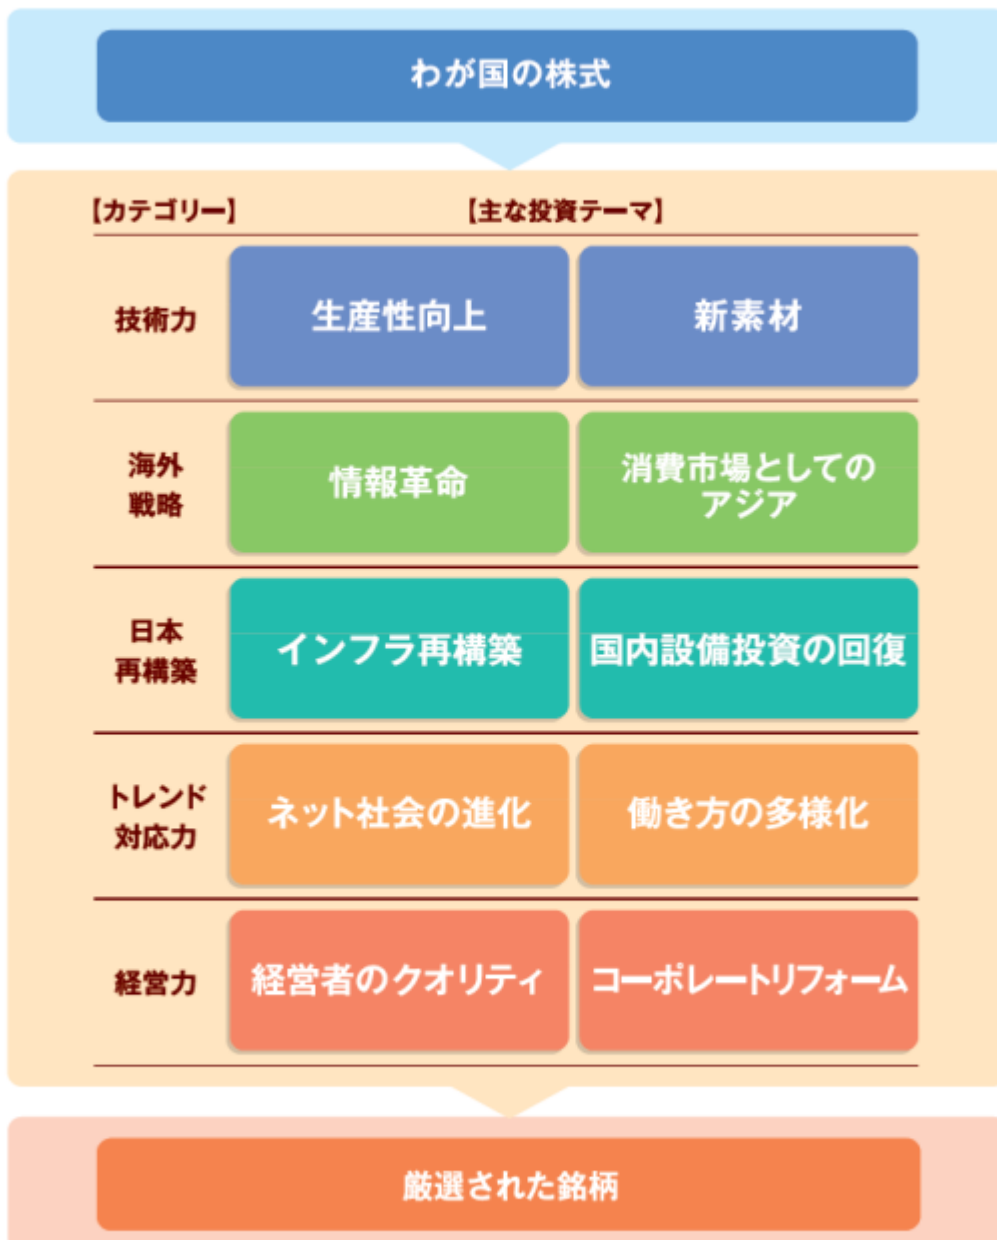 わが国の株式
【カテゴリー】
【主な投資テーマ】
技術力
生産性向上
新素材
海外
戦略
情報革命
消費市場としての
アジア
日本
再構築
インフラ再構築
国内設備投資の回復
トレンド
対応力
ネット社会の進化
働き方の多様化
経営力
経営者のクオリティ
コーポレートリフォーム
厳選された銘柄